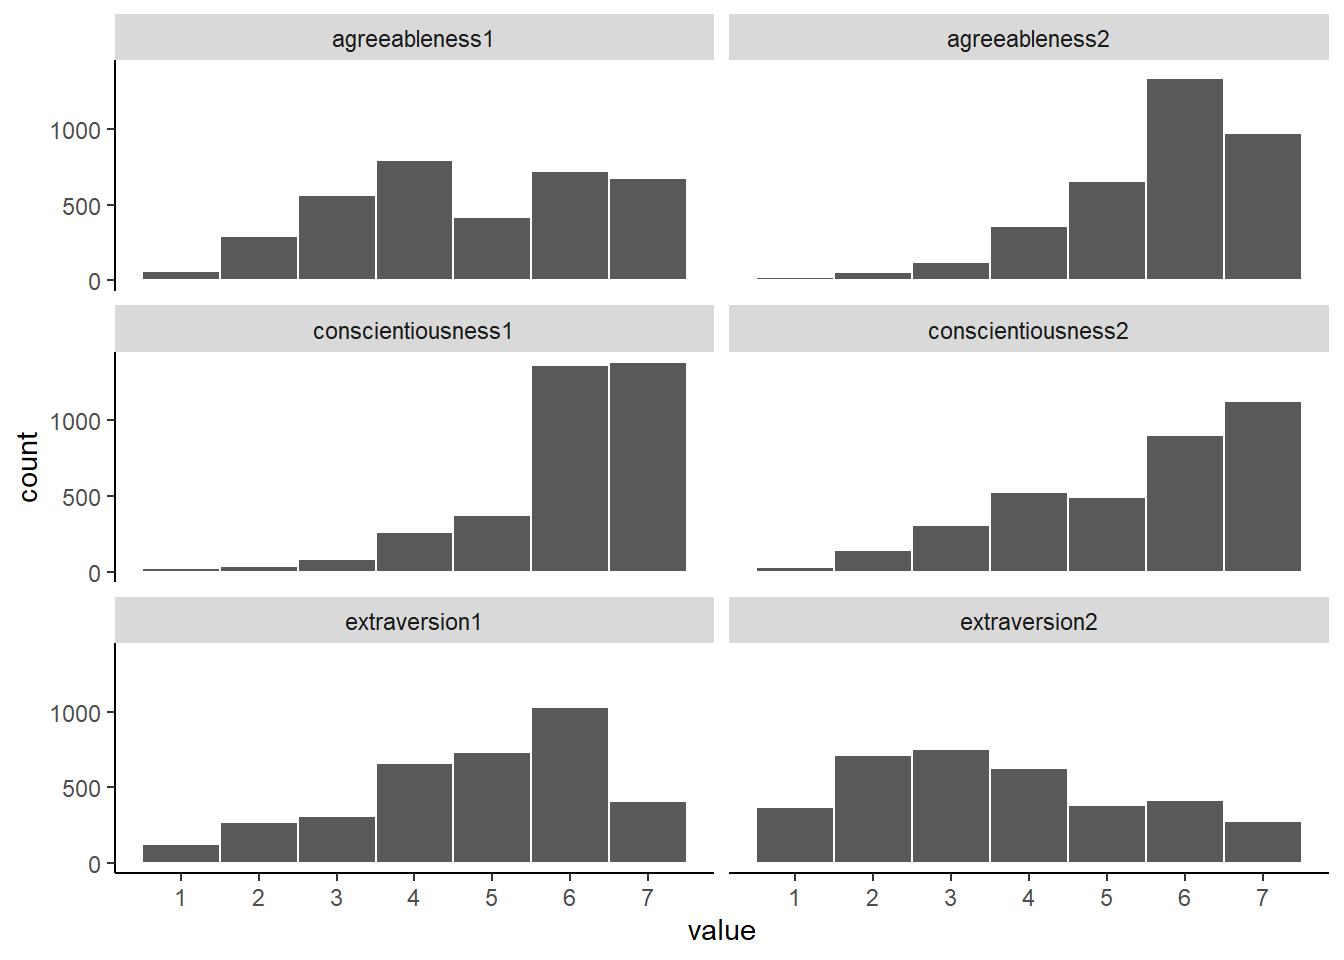 agreeableness1
agreeableness2
1000
500
0
conscientiousness1
conscientiousness2
count
1000
500
0
extraversion1
extraversion2
1000
500
0
1 2 3 4 5 6 7
1 2 3 4 5 6 7
value